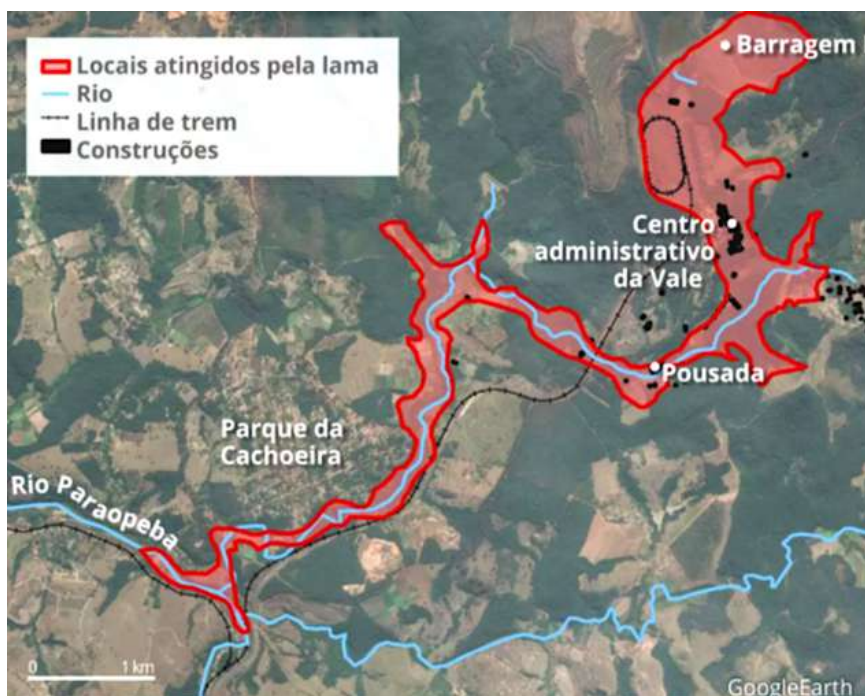 Locais atingidos pela lama
Rio
Linha de trem
Construções
Barragem
Centro
administrativo
da Vale
Pousada
Parque da
Cachoeira
Rio Paraopeba
0 1 km
GoogleEarth